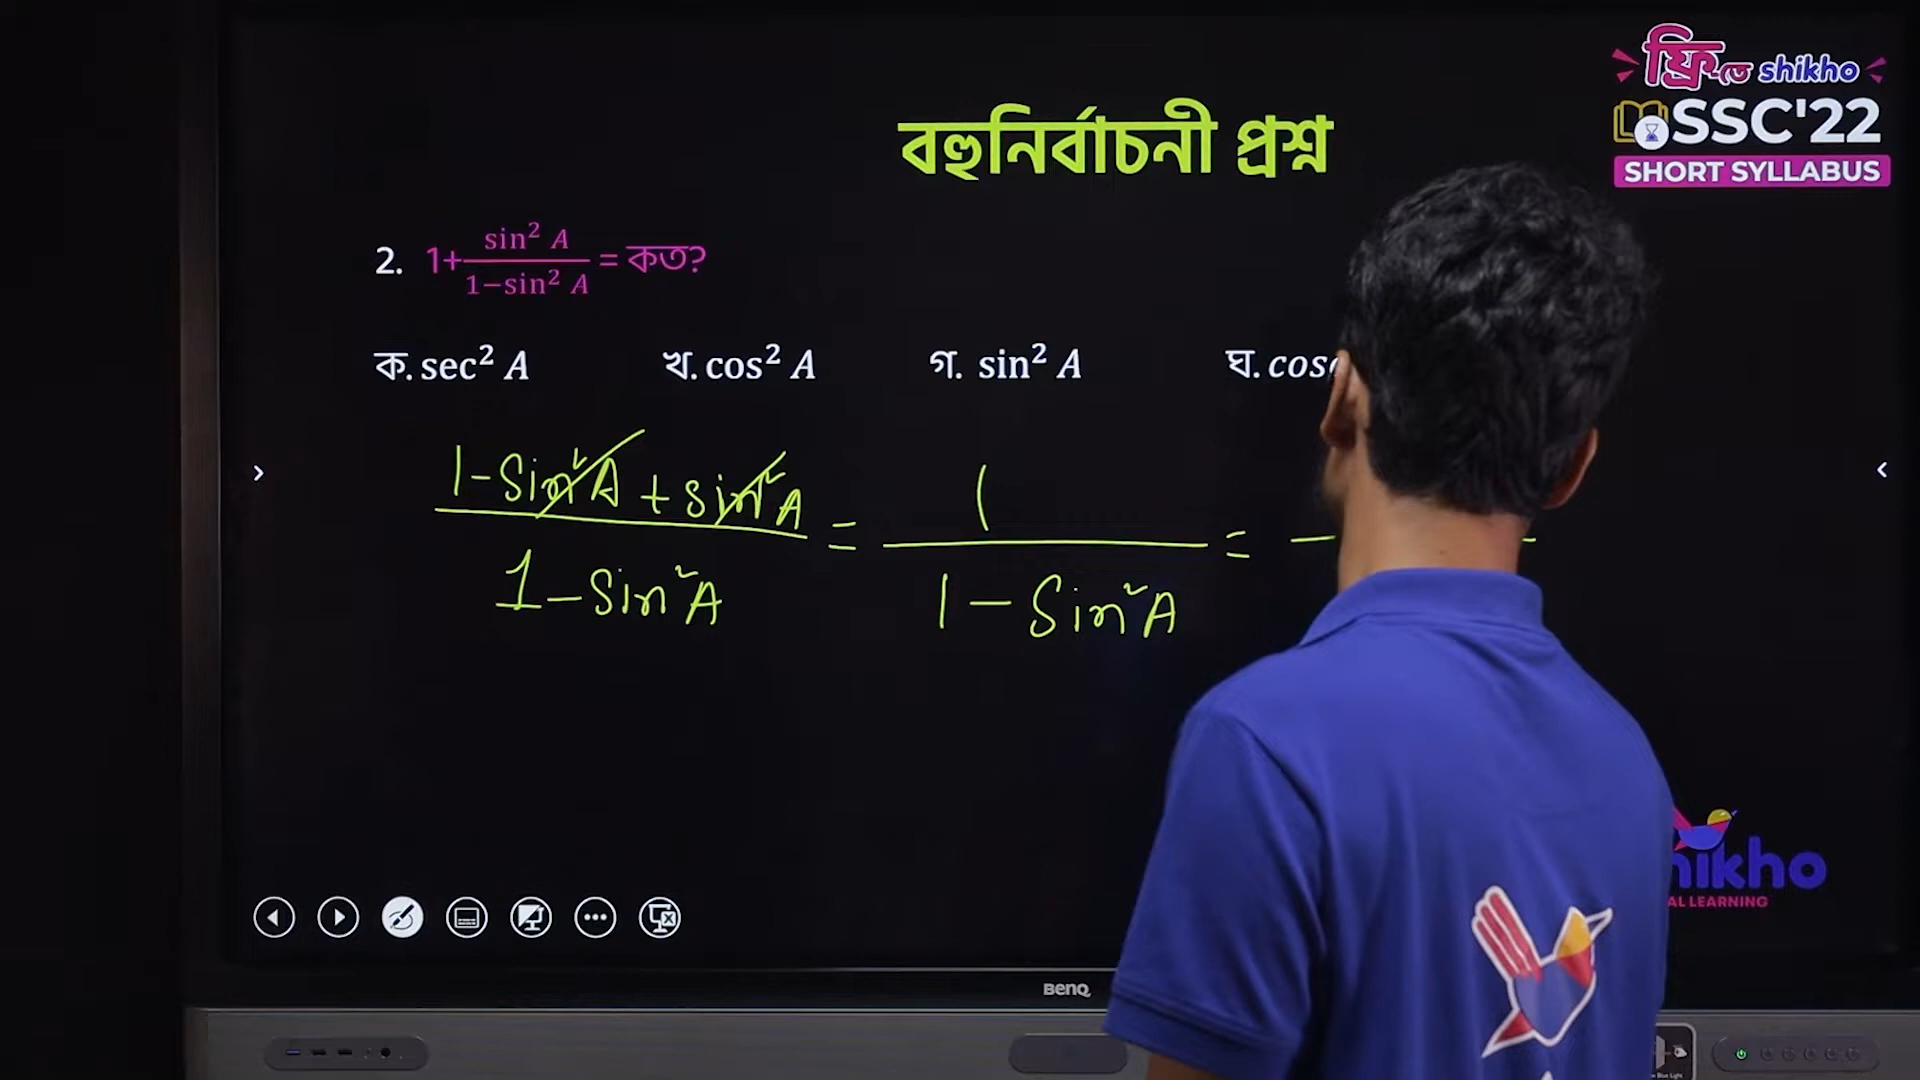 ফ্রি-তে shikho
SSC'22
SHORT SYLLABUS
বহুনির্বাচনী প্রশ্ন
2. 1+ sin² A / 1−sin² A = কত?
ক. sec² A খ. cos² A গ. sin² A ঘ.
1-Sin²A + sin²A / 1-Sin²A = 1 / 1-Sin²A =
BenQ